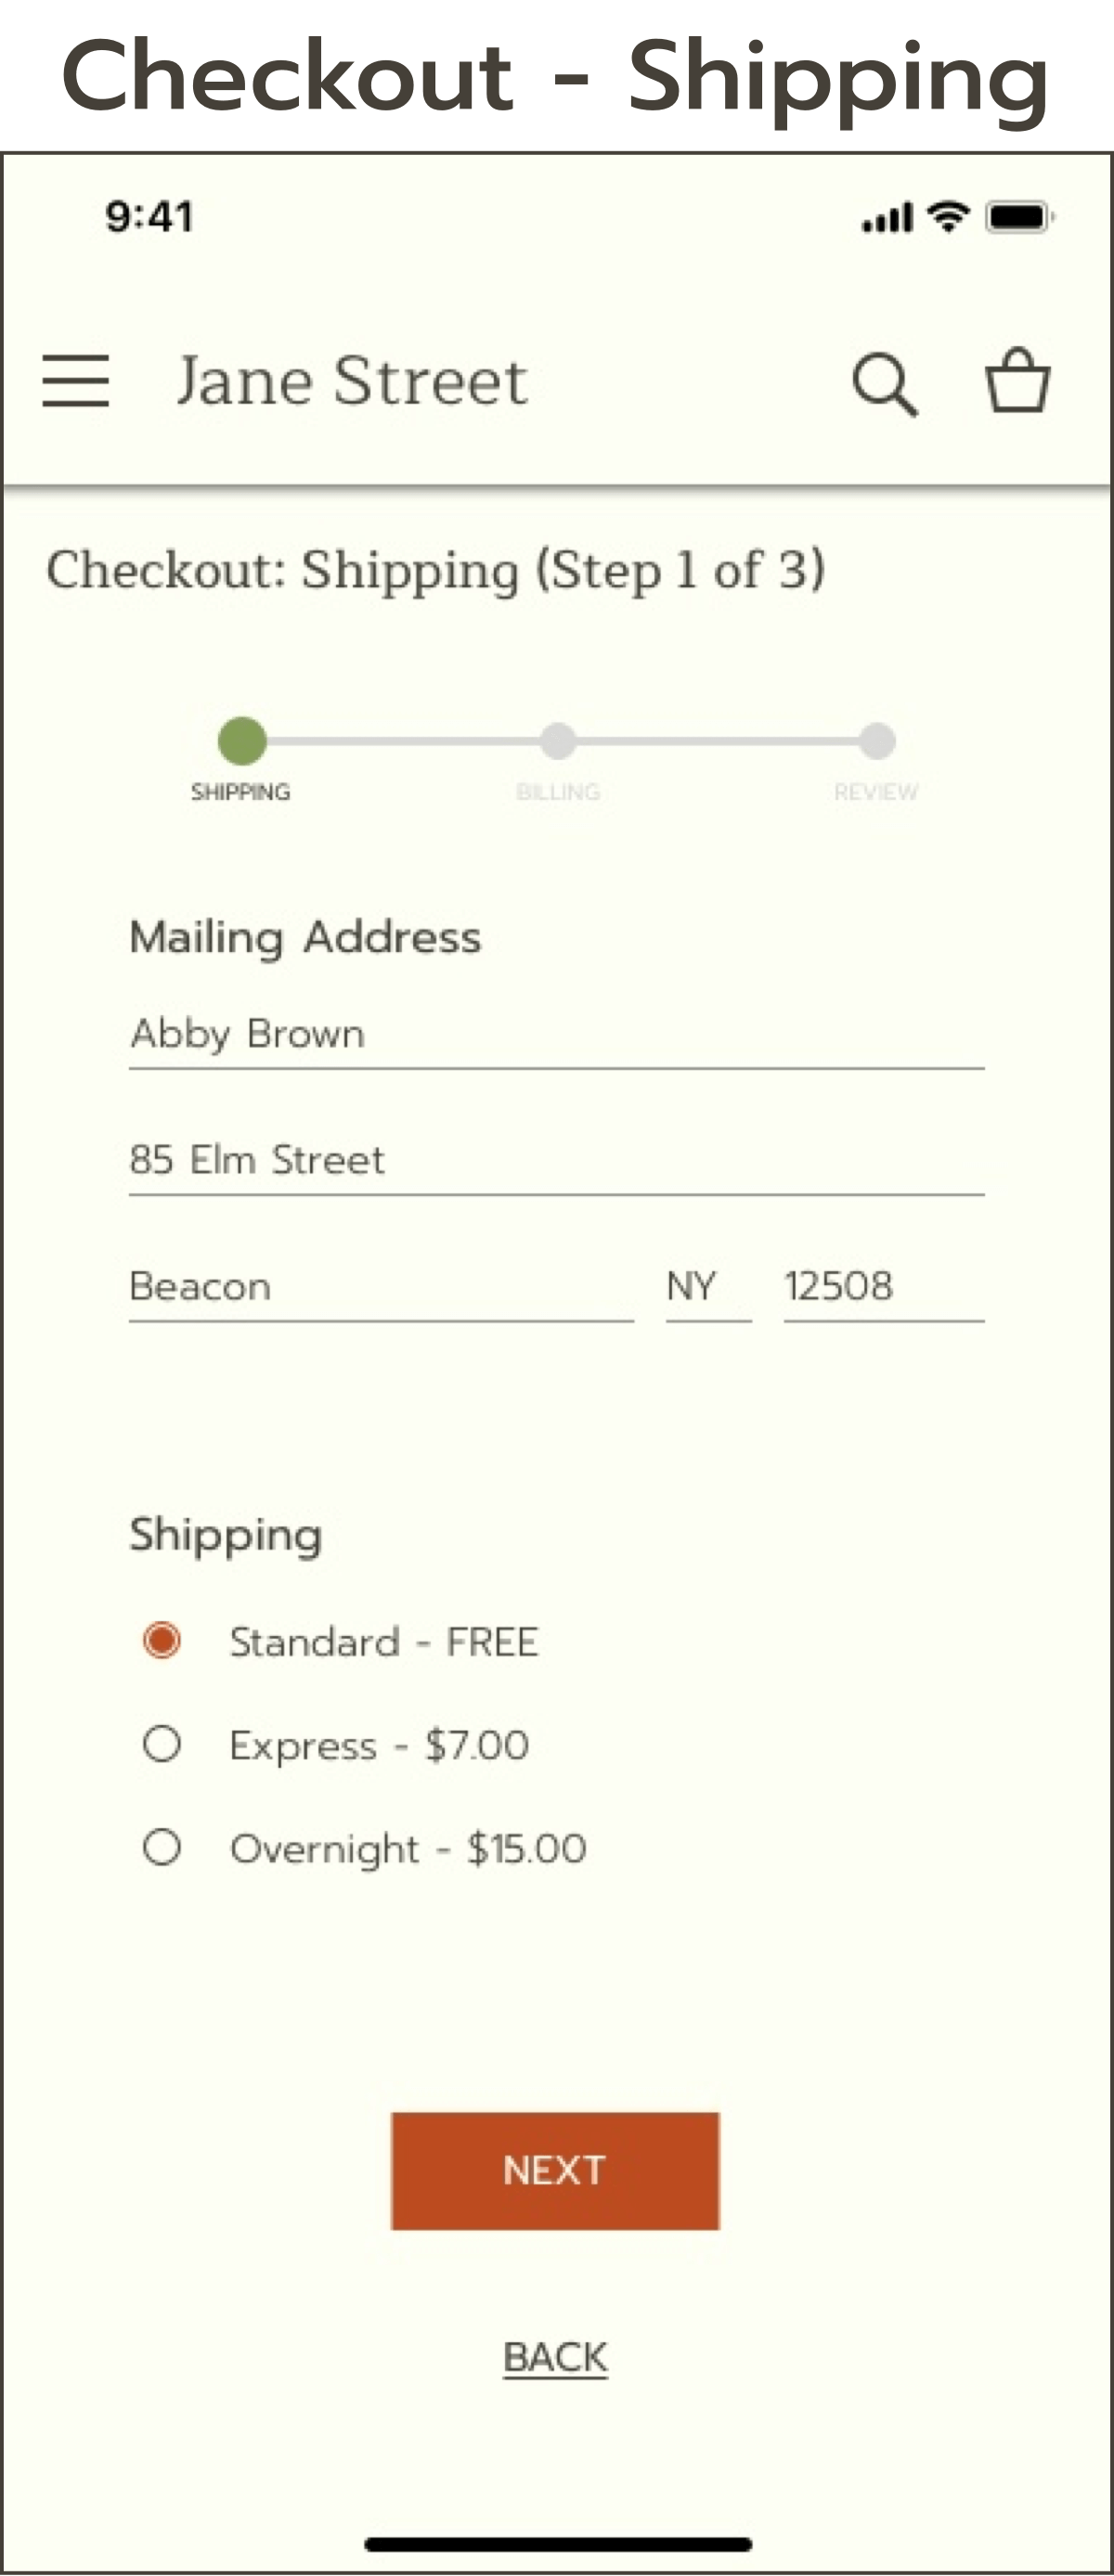 Checkout - Shipping
9:41
Jane Street
Checkout: Shipping (Step 1 of 3)
SHIPPING BILLING REVIEW
Mailing Address
Abby Brown
85 Elm Street
Beacon NY 12508
Shipping
Standard - FREE
Express - $7.00
Overnight - $15.00
NEXT
BACK